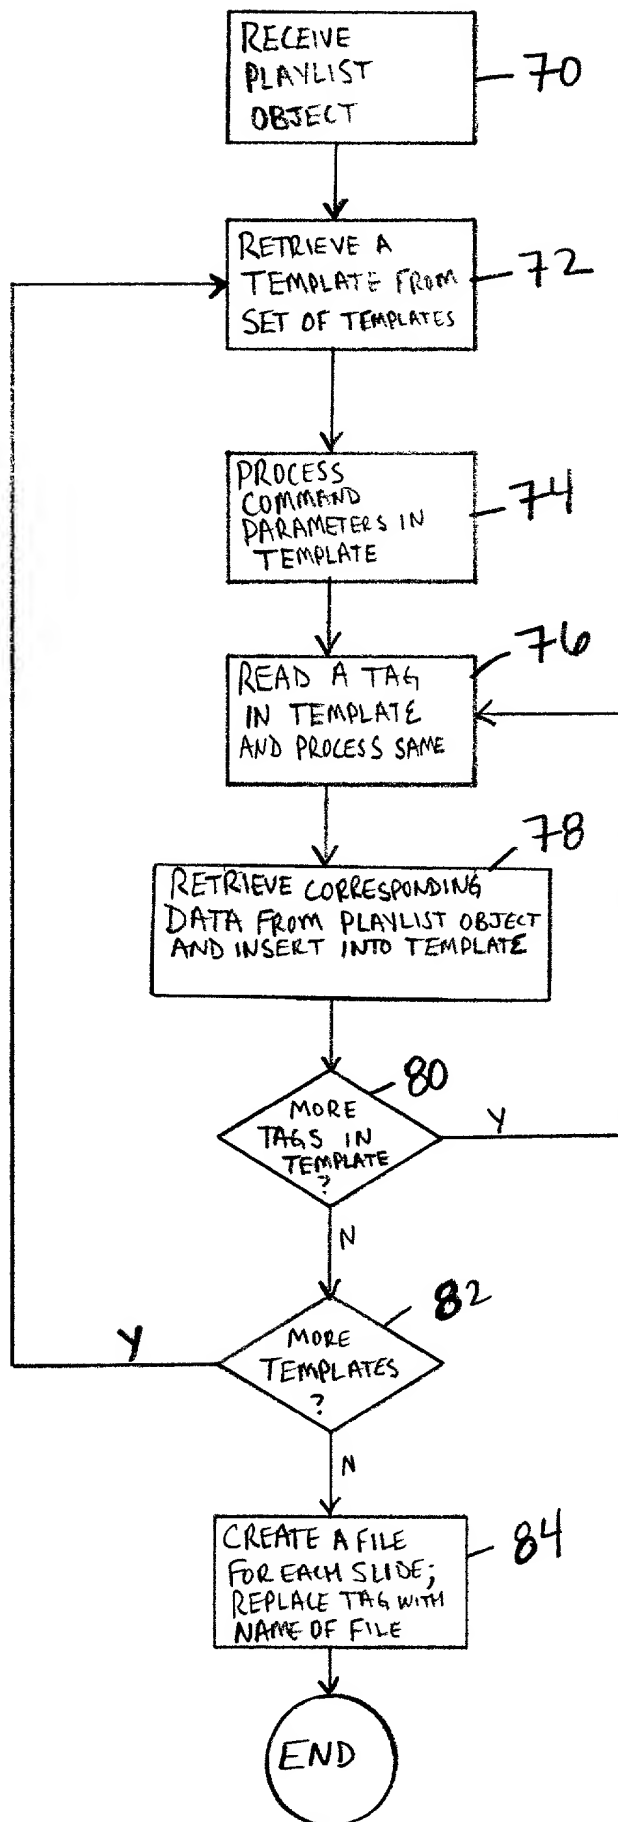 RECEIVE
PLAYLIST
OBJECT
70
RETRIEVE A
TEMPLATE FROM
SET OF TEMPLATES
72
PROCESS
COMMAND
PARAMETERS IN
TEMPLATE
74
READ A TAG
IN TEMPLATE
AND PROCESS SAME
76
RETRIEVE CORRESPONDING
DATA FROM PLAYLIST OBJECT
AND INSERT INTO TEMPLATE
78
MORE
TAGS IN
TEMPLATE
?
80
Y
N
MORE
TEMPLATES
?
82
Y
N
CREATE A FILE
FOR EACH SLIDE;
REPLACE TAG WITH
NAME OF FILE
84
END